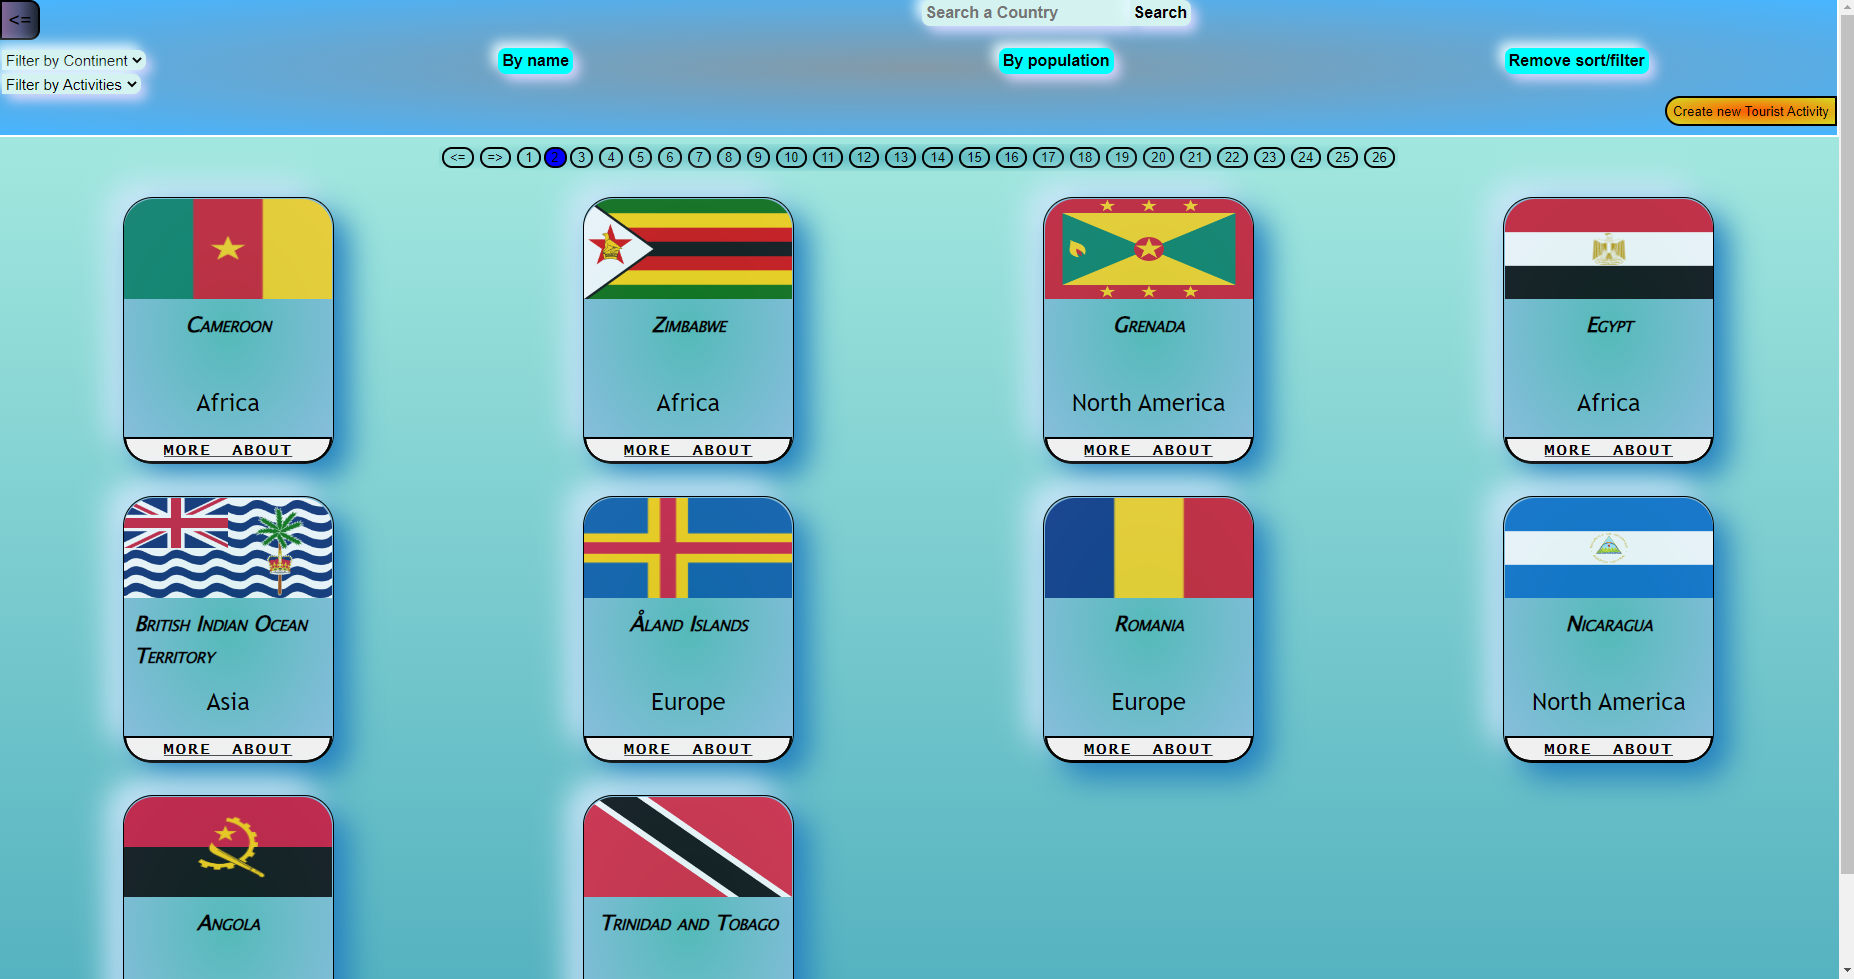 <=
Search a Country Search
Filter by Continent By name By population Remove sort/filter
Filter by Activities
Create new Tourist Activity
<= => 1 2 3 4 5 6 7 8 9 10 11 12 13 14 15 16 17 18 19 20 21 22 23 24 25 26
Cameroon
Africa
MORE ABOUT
Zimbabwe
Africa
MORE ABOUT
Grenada
North America
MORE ABOUT
Egypt
Africa
MORE ABOUT
British Indian Ocean
Territory
Asia
MORE ABOUT
Åland Islands
Europe
MORE ABOUT
Romania
Europe
MORE ABOUT
Nicaragua
North America
MORE ABOUT
Angola
Trinidad and Tobago